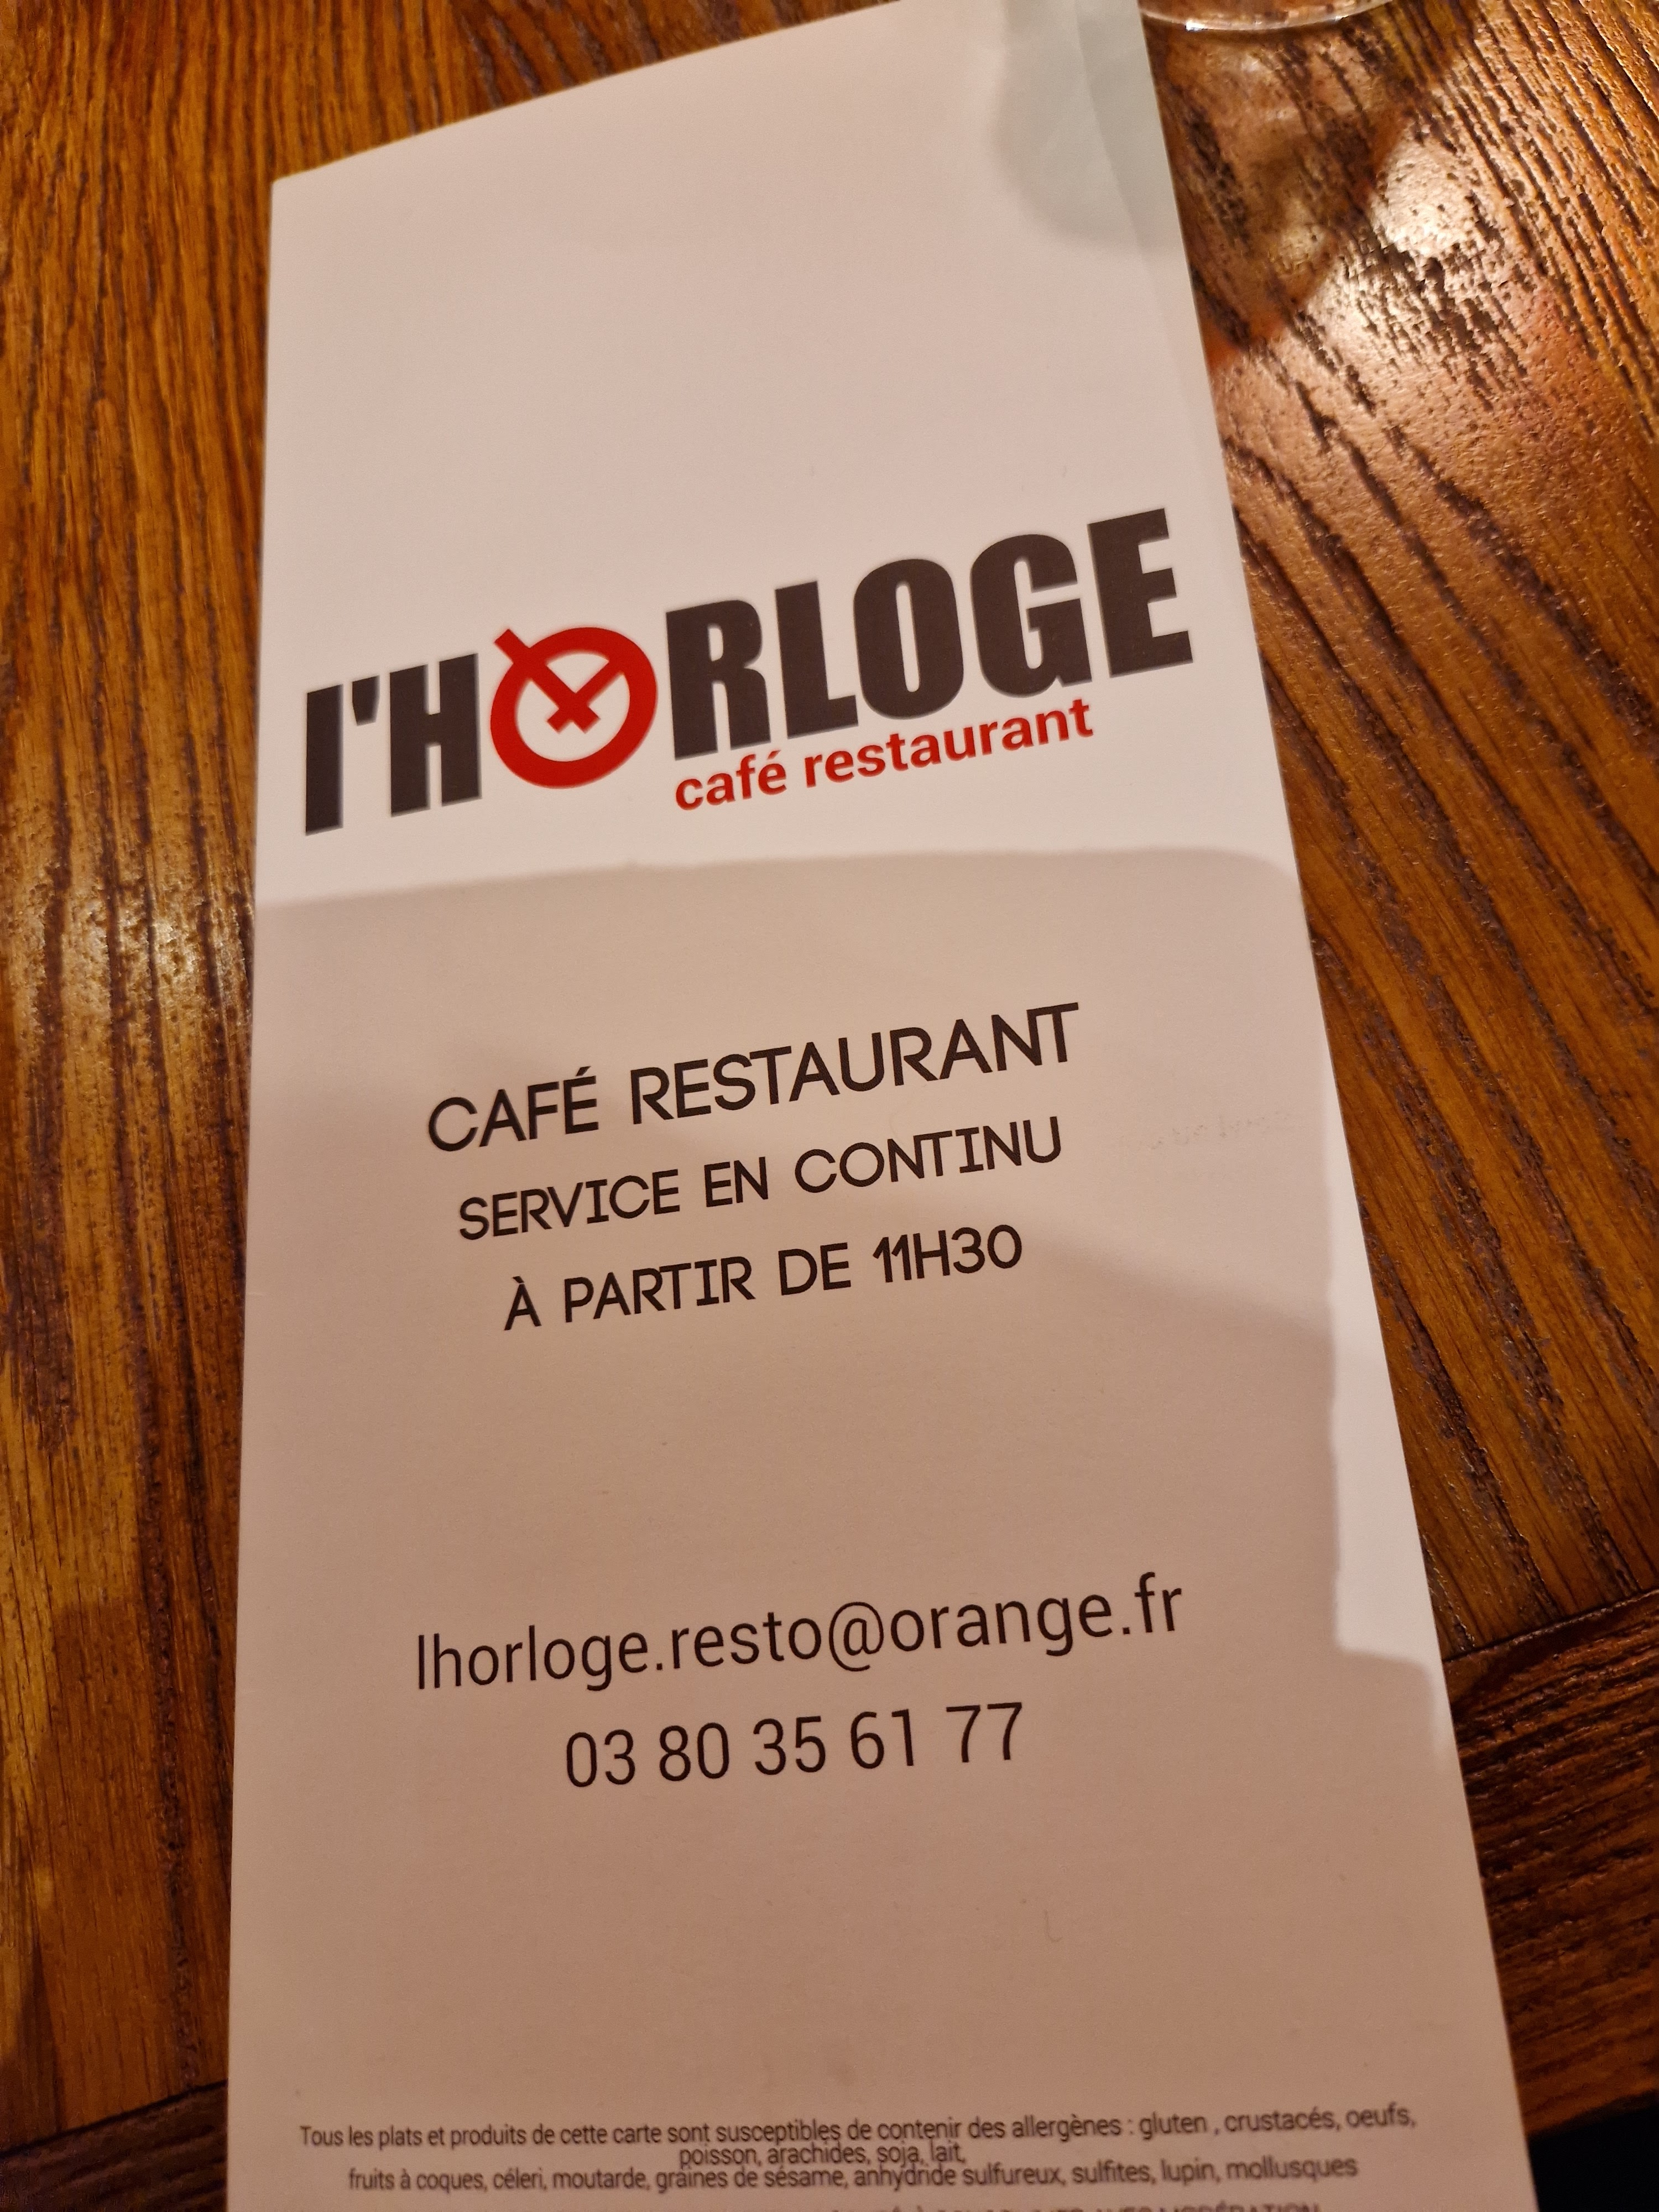 l'HORLOGE
café restaurant
CAFÉ RESTAURANT
SERVICE EN CONTINU
À PARTIR DE 11H30
lhorloge.resto@orange.fr
03 80 35 61 77
Tous les plats et produits de cette carte sont susceptibles de contenir des allergènes : gluten , crustacés, oeufs,
poisson, arachides, soja, lait,
fruits à coques, céleri, moutarde, graines de sésame, anhydride sulfureux, sulfites, lupin, mollusques